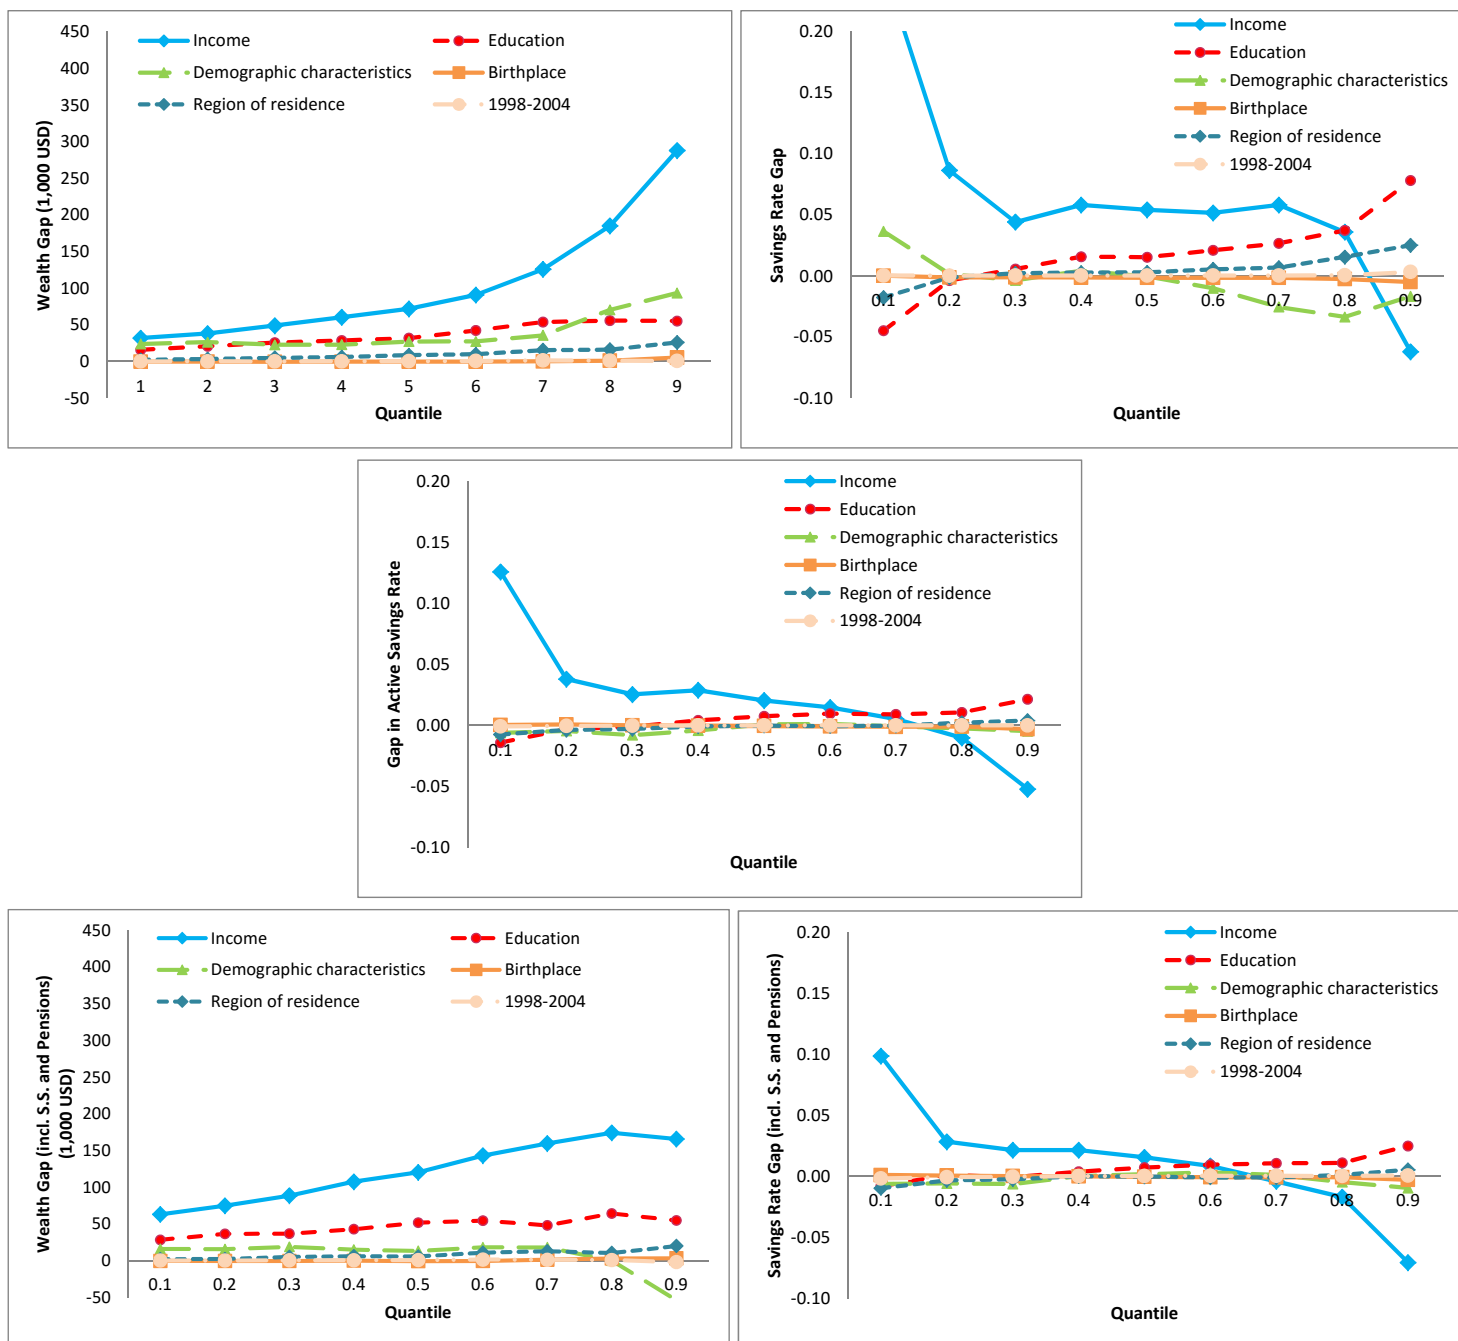 450
400
350
300
250
200
150
100
50
0
-50
Wealth Gap (1,000 USD)
Income
Education
Demographic characteristics
Birthplace
Region of residence
1998-2004
1 2 3 4 5 6 7 8 9
Quantile
0.20
0.15
0.10
0.05
0.00
-0.05
-0.10
Savings Rate Gap
Income
Education
Demographic characteristics
Birthplace
Region of residence
1998-2004
0.1 0.2 0.3 0.4 0.5 0.6 0.7 0.8 0.9
Quantile
0.20
0.15
0.10
0.05
0.00
-0.05
-0.10
Gap in Active Savings Rate
Income
Education
Demographic characteristics
Birthplace
Region of residence
1998-2004
0.1 0.2 0.3 0.4 0.5 0.6 0.7 0.8 0.9
Quantile
450
400
350
300
250
200
150
100
50
0
-50
Wealth Gap (incl. S.S. and Pensions)
(1,000 USD)
Income
Education
Demographic characteristics
Birthplace
Region of residence
1998-2004
0.1 0.2 0.3 0.4 0.5 0.6 0.7 0.8 0.9
Quantile
0.20
0.15
0.10
0.05
0.00
-0.05
-0.10
Savings Rate Gap (incl. S.S. and Pensions)
Income
Education
Demographic characteristics
Birthplace
Region of residence
1998-2004
0.1 0.2 0.3 0.4 0.5 0.6 0.7 0.8 0.9
Quantile